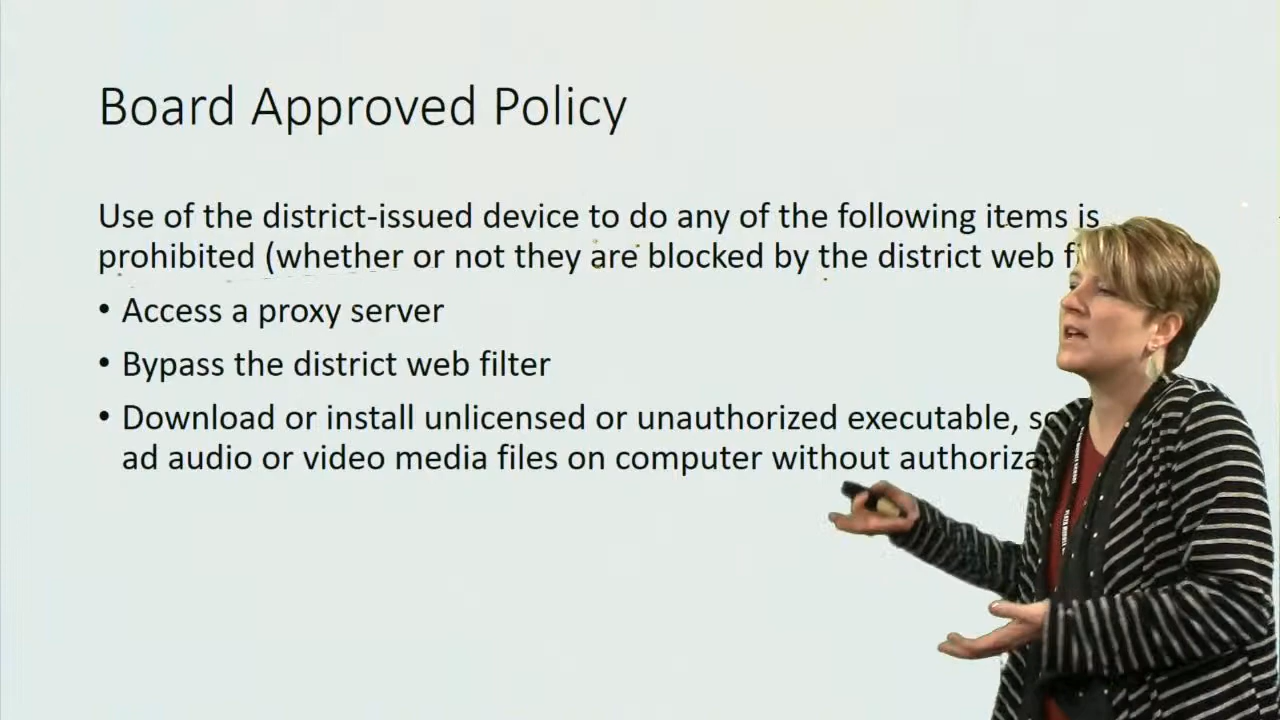 Board Approved Policy
Use of the district-issued device to do any of the following items is
prohibited (whether or not they are blocked by the district web
• Access a proxy server
• Bypass the district web filter
• Download or install unlicensed or unauthorized executable,
ad audio or video media files on computer without